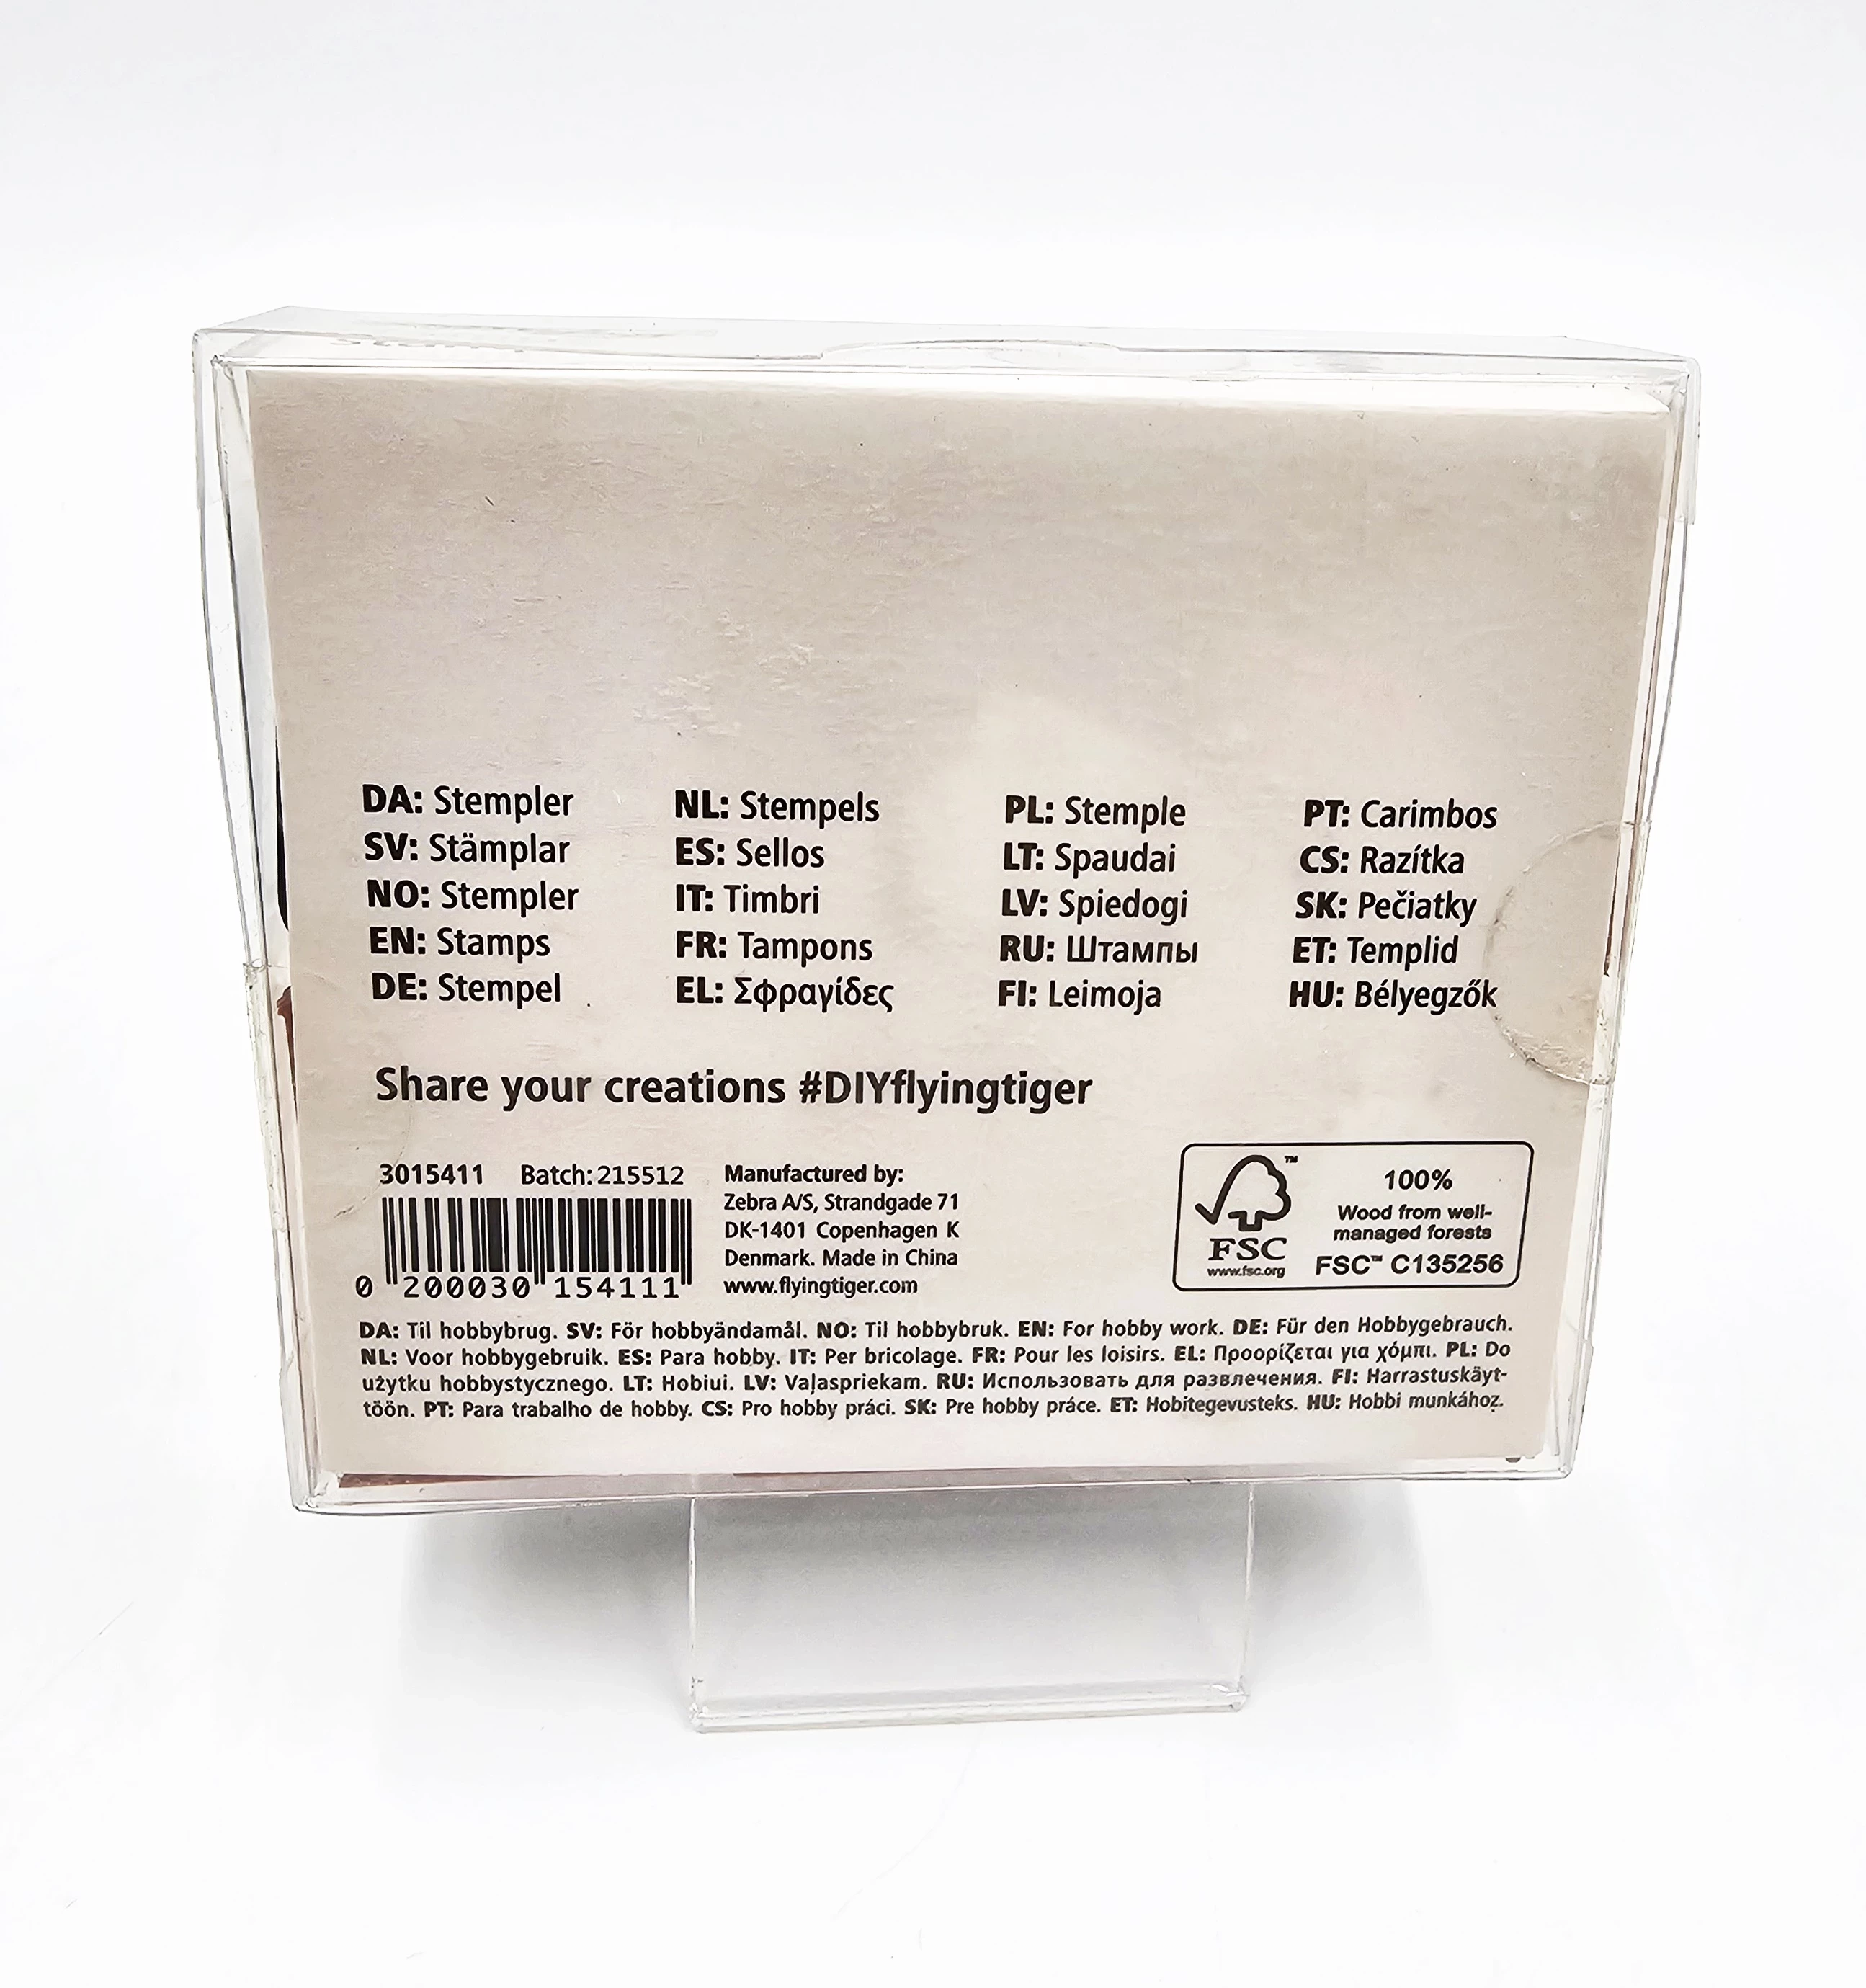 DA: Stempler
SV: Stämplar
NO: Stempler
EN: Stamps
DE: Stempel
NL: Stempels
ES: Sellos
IT: Timbri
FR: Tampons
EL: Σφραγίδες
PL: Stemple
LT: Spaudai
LV: Spiedogi
RU: Штампы
FI: Leimoja
PT: Carimbos
CS: Razítka
SK: Pečiatky
ET: Templid
HU: Bélyegzők
Share your creations #DIYflyingtiger
3015411 Batch:215512
0 200030 154111
Manufactured by:
Zebra A/S, Strandgade 71
DK-1401 Copenhagen K
Denmark. Made in China
www.flyingtiger.com
™
FSC
www.fsc.org
100%
Wood from well-
managed forests
FSC™ C135256
DA: Til hobbybrug. SV: För hobbyändamål. NO: Til hobbybruk. EN: For hobby work. DE: Für den Hobbygebrauch.
NL: Voor hobbygebruik. ES: Para hobby. IT: Per bricolage. FR: Pour les loisirs. EL: Προορίζεται για χόμπι. PL: Do
użytku hobbystycznego. LT: Hobiui. LV: Vaļaspriekam. RU: Использовать для развлечения. FI: Harrastuskäyt-
töön. PT: Para trabalho de hobby. CS: Pro hobby práci. SK: Pre hobby práce. ET: Hobitegevusteks. HU: Hobbi munkához.